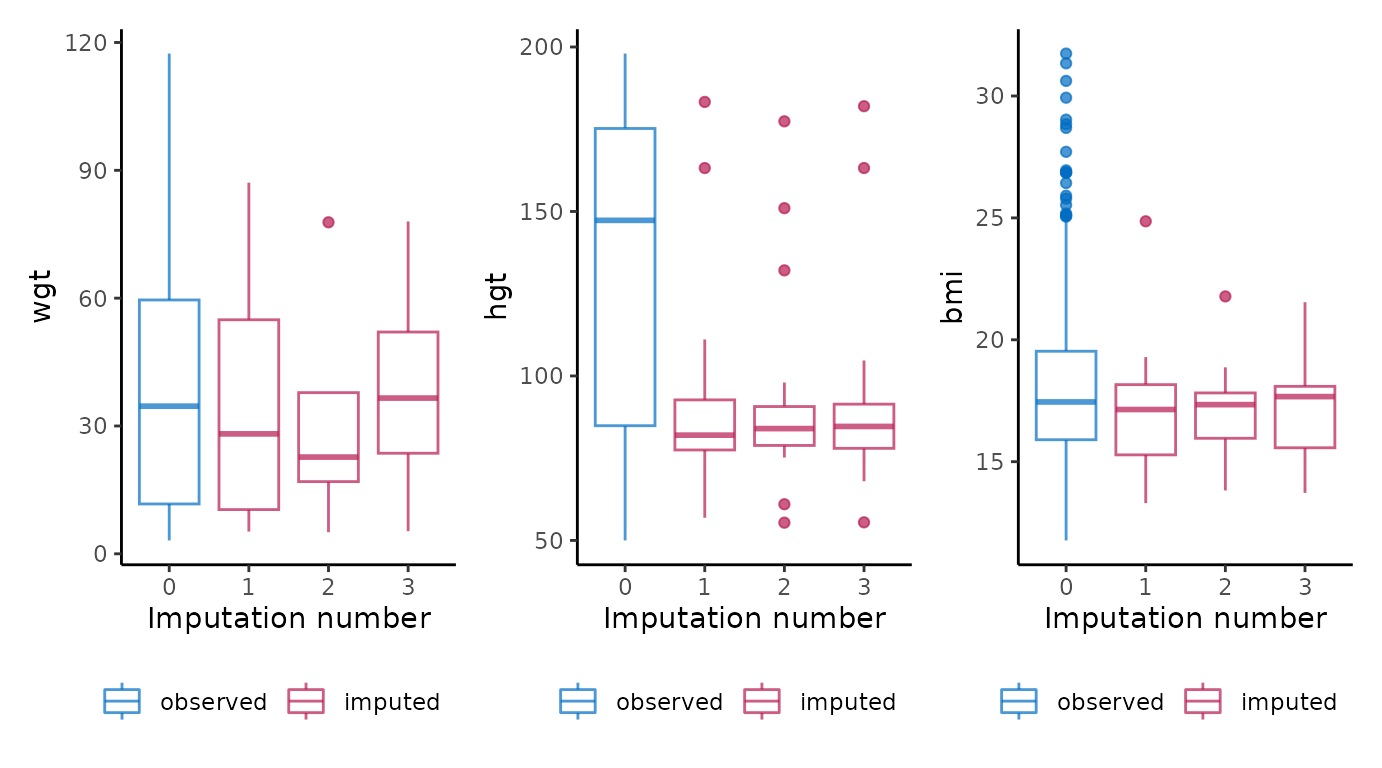 wgt
120
90
60
30
0
0 1 2 3
Imputation number
observed imputed
hgt
200
150
100
50
0 1 2 3
Imputation number
observed imputed
bmi
30
25
20
15
0 1 2 3
Imputation number
observed imputed